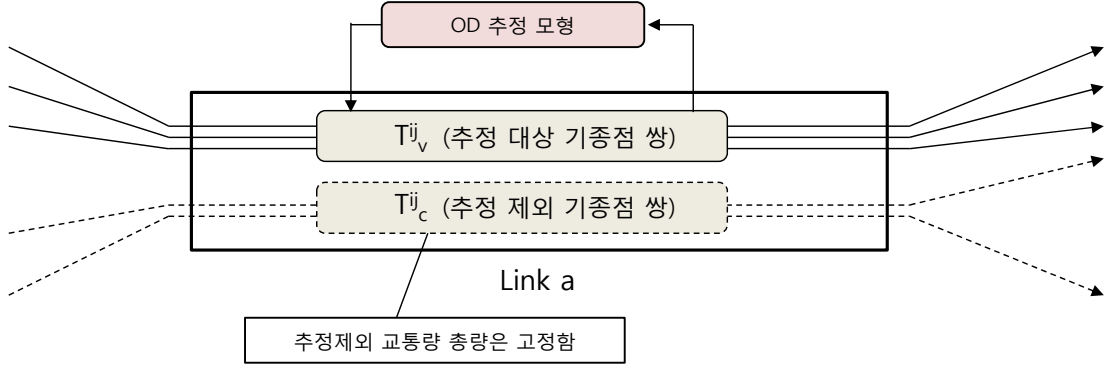 OD 추정 모형
T^ij_v (추정 대상 기종점 쌍)
T^ij_c (추정 제외 기종점 쌍)
Link a
추정제외 교통량 총량은 고정함